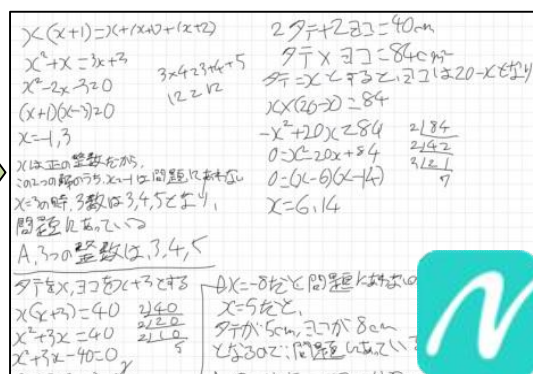 x(x+1)=x+(x+1)+(x+2)
x²+x=3x+3
x²-2x-3=0
(x+1)(x-3)=0
x=-1,3
3×4=3+4+5
12=12
xは正の整数だから、
この2つの解のうち、x=-1は問題にあわない
x=3の時、3数は3,4,5となり、
問題にあっている
A,3つの整数は,3,4,5
2タテ+2ヨコ=40cm
タテ×ヨコ=84cm²
タテ=xとすると,ヨコは20-xとなり
x×(20-x)=84
-x²+20x=84
0=x²-20x+84
0=(x-6)(x-14)
x=6,14
2)84
2)42
3)21
7
タテをx,ヨコをx+3とする
x(x+3)=40
x²+3x=40
x²+3x-40=0
2)40
2)20
2)10
5
x=-8だと問題にあわない
x=5だと、
タテが5cm,ヨコが8cm
となるので,問題にあっている